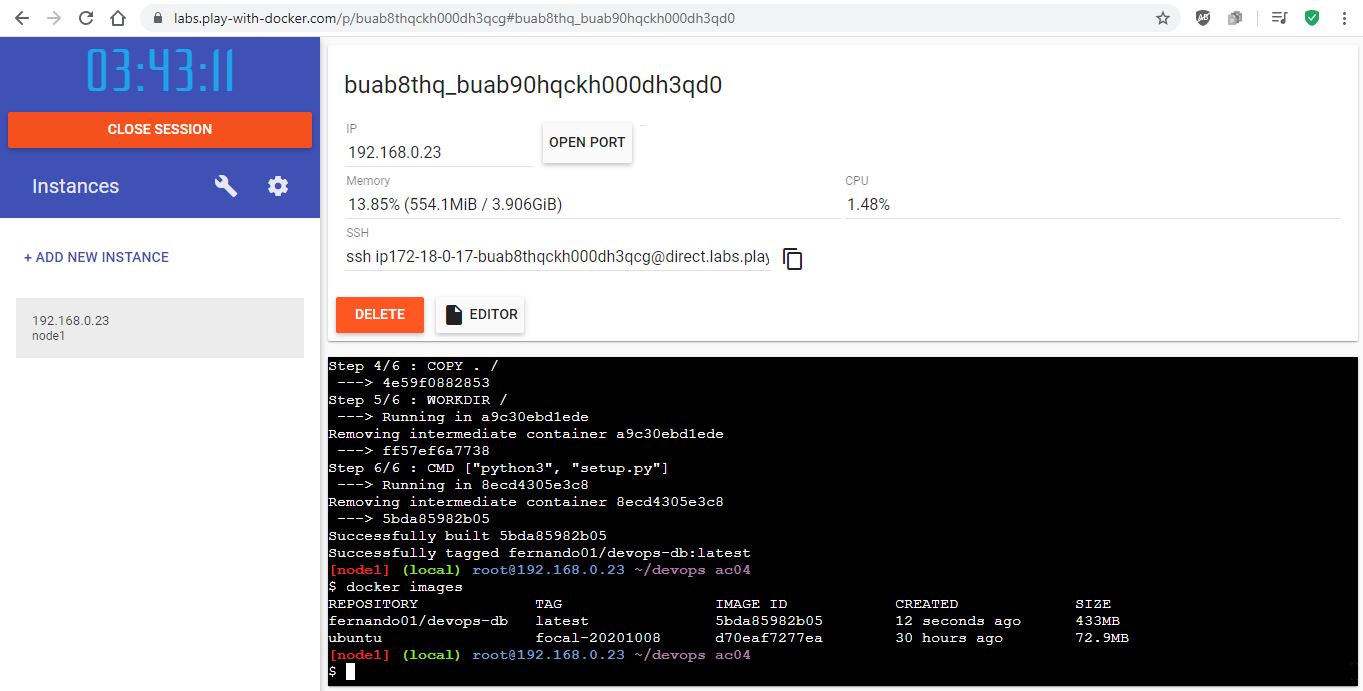 labs.play-with-docker.com/p/buab8thqckh000dh3qcg#buab8thq_buab90hqckh000dh3qd0
03:43:11
CLOSE SESSION
Instances
+ ADD NEW INSTANCE
192.168.0.23
node1
buab8thq_buab90hqckh000dh3qd0
IP
192.168.0.23
OPEN PORT
Memory
13.85% (554.1MiB / 3.906GiB)
CPU
1.48%
SSH
ssh ip172-18-0-17-buab8thqckh000dh3qcg@direct.labs.play
DELETE
EDITOR
Step 4/6 : COPY . /
---> 4e59f0882853
Step 5/6 : WORKDIR /
---> Running in a9c30ebd1ede
Removing intermediate container a9c30ebd1ede
---> ff57ef6a7738
Step 6/6 : CMD ["python3", "setup.py"]
---> Running in 8ecd4305e3c8
Removing intermediate container 8ecd4305e3c8
---> 5bda85982b05
Successfully built 5bda85982b05
Successfully tagged fernando01/devops-db:latest
[node1] (local) root@192.168.0.23 ~/devops ac04
$ docker images
REPOSITORY TAG IMAGE ID CREATED SIZE
fernando01/devops-db latest 5bda85982b05 12 seconds ago 433MB
ubuntu focal-20201008 d70eaf7277ea 30 hours ago 72.9MB
[node1] (local) root@192.168.0.23 ~/devops ac04
$